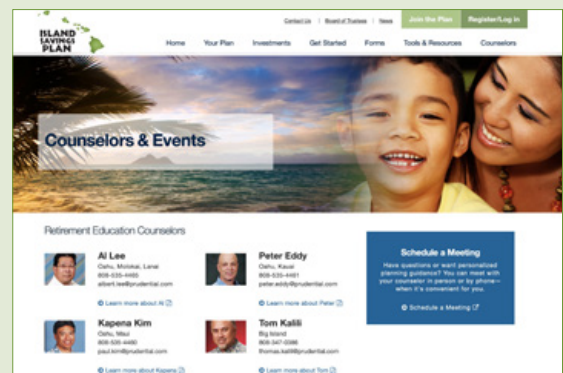 Contact Us | Board of Trustees | News
Join the Plan
Register/Log in
ISLAND
SAVINGS
PLAN
Home Your Plan Investments Get Started Forms Tools & Resources Counselors
Counselors & Events
Retirement Education Counselors
Al Lee
Oahu, Molokai, Lanai
808-535-4465
albert.lee@prudential.com
Learn more about Al
Peter Eddy
Oahu, Kauai
808-535-4461
peter.eddy@prudential.com
Learn more about Peter
Kapena Kim
Oahu, Maui
808-535-4460
paul.kim@prudential.com
Learn more about Kapena
Tom Kalili
Big Island
808-347-0086
thomas.kalili@prudential.com
Learn more about Tom
Schedule a Meeting
Have questions or want personalized
planning guidance? You can meet with
your counselor in person or by phone—
when it's convenient for you.
Schedule a Meeting